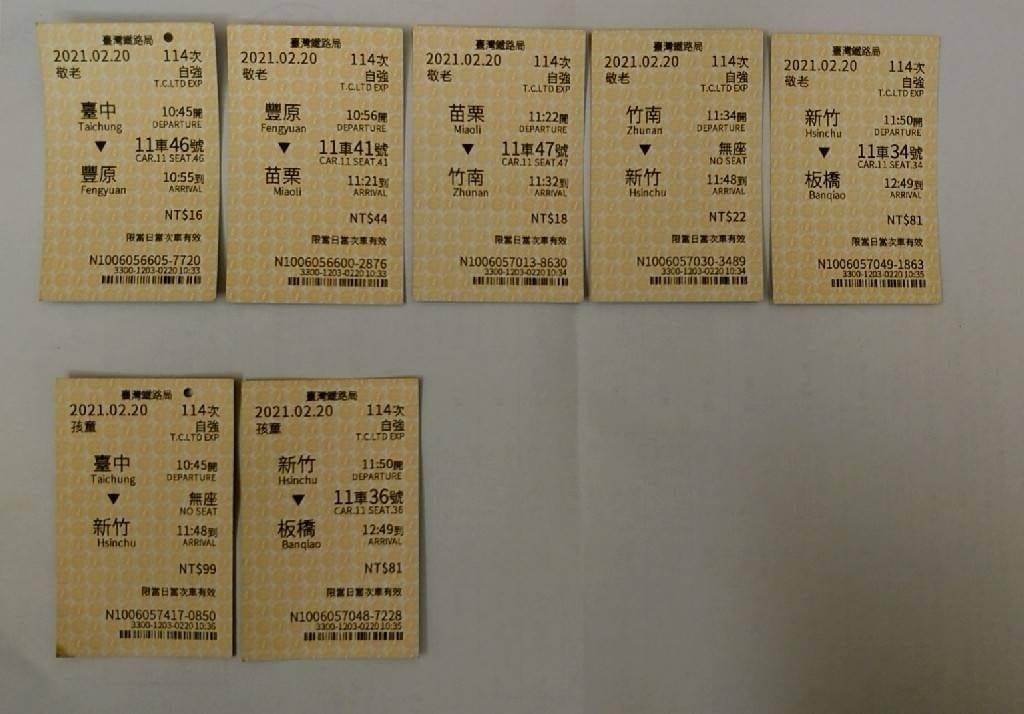 臺灣鐵路局
2021.02.20 114次
敬老 自強
T.C.LTD EXP
臺中 10:45開
Taichung DEPARTURE
▼ 11車46號
CAR.11 SEAT.46
豐原 10:55到
Fengyuan ARRIVAL
NT$16
限當日當次車有效
N1006056605-7720
3300-1203-0220 10:33
臺灣鐵路局
2021.02.20 114次
敬老 自強
T.C.LTD EXP
豐原 10:56開
Fengyuan DEPARTURE
▼ 11車41號
CAR.11 SEAT.41
苗栗 11:21到
Miaoli ARRIVAL
NT$44
限當日當次車有效
N1006056600-2876
3300-1203-0220 10:33
臺灣鐵路局
2021.02.20 114次
敬老 自強
T.C.LTD EXP
苗栗 11:22開
Miaoli DEPARTURE
▼ 11車47號
CAR.11 SEAT.47
竹南 11:32到
Zhunan ARRIVAL
NT$18
限當日當次車有效
N1006057013-8630
3300-1203-0220 10:34
臺灣鐵路局
2021.02.20 114次
敬老 自強
T.C.LTD EXP
竹南 11:34開
Zhunan DEPARTURE
▼ 無座
NO SEAT
新竹 11:48到
Hsinchu ARRIVAL
NT$22
限當日當次車有效
N1006057030-3489
3300-1203-0220 10:34
臺灣鐵路局
2021.02.20 114次
敬老 自強
T.C.LTD EXP
新竹 11:50開
Hsinchu DEPARTURE
▼ 11車34號
CAR.11 SEAT.34
板橋 12:49到
Banqiao ARRIVAL
NT$81
限當日當次車有效
N1006057049-1863
3300-1203-0220 10:35
臺灣鐵路局
2021.02.20 114次
孩童 自強
T.C.LTD EXP
臺中 10:45開
Taichung DEPARTURE
▼ 無座
NO SEAT
新竹 11:48到
Hsinchu ARRIVAL
NT$99
限當日當次車有效
N1006057417-0850
3300-1203-0220 10:36
臺灣鐵路局
2021.02.20 114次
孩童 自強
T.C.LTD EXP
新竹 11:50開
Hsinchu DEPARTURE
▼ 11車36號
CAR.11 SEAT.36
板橋 12:49到
Banqiao ARRIVAL
NT$81
限當日當次車有效
N1006057048-7228
3300-1203-0220 10:35